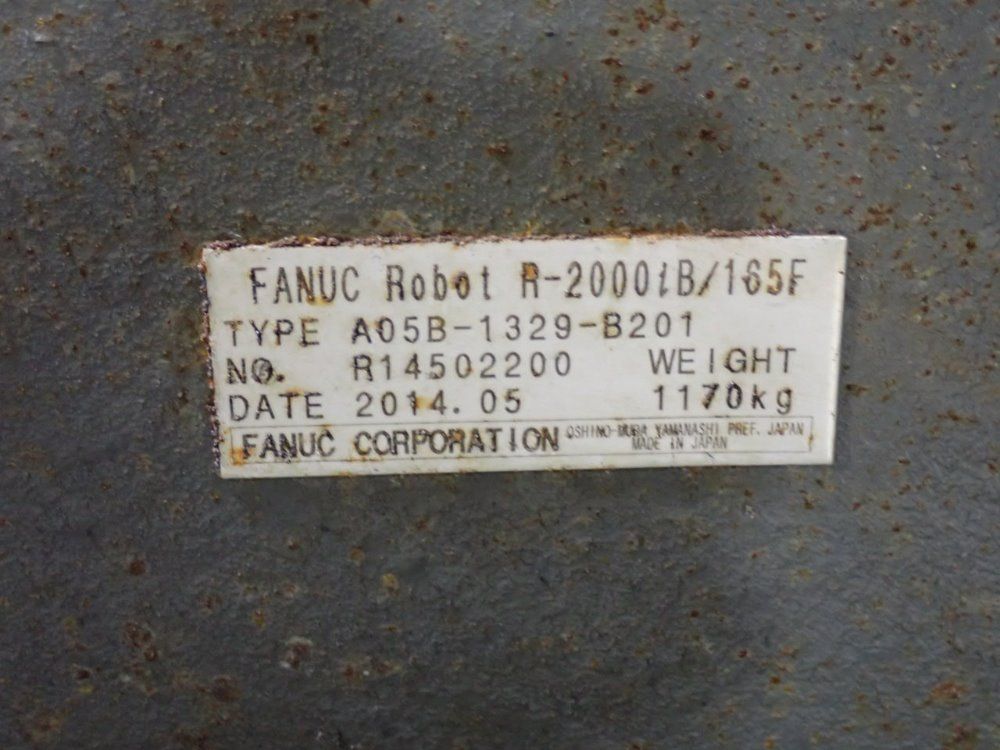 FANUC Robot R-2000iB/165F
TYPE A05B-1329-B201
NO. R14502200 WEIGHT
DATE 2014.05 1170kg
FANUC CORPORATION OSHINO-MURA YAMANASHI PREF. JAPAN
MADE IN JAPAN